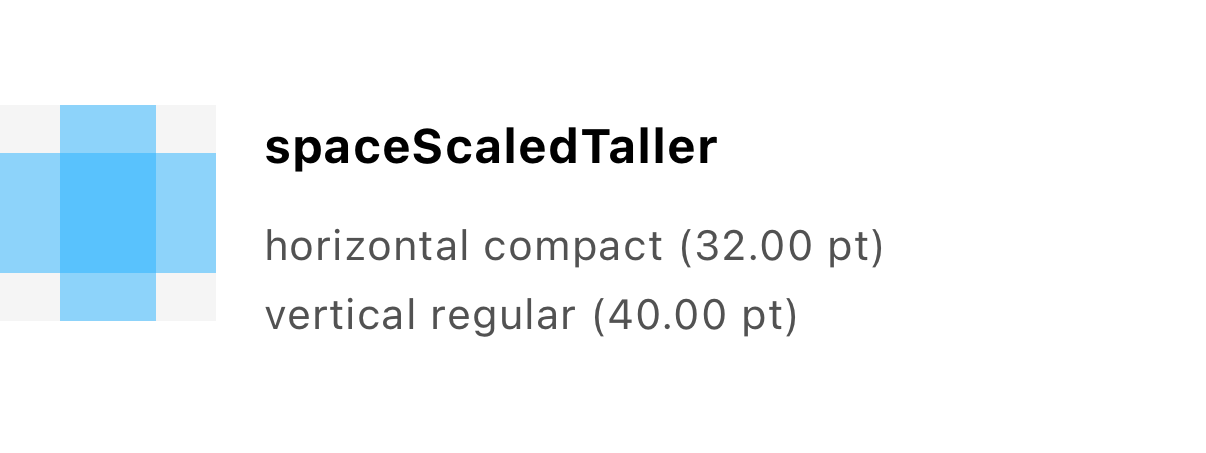 spaceScaledTaller
horizontal compact (32.00 pt)
vertical regular (40.00 pt)